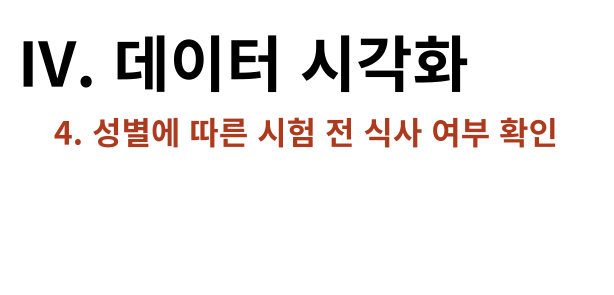 IV. 데이터 시각화
4. 성별에 따른 시험 전 식사 여부 확인